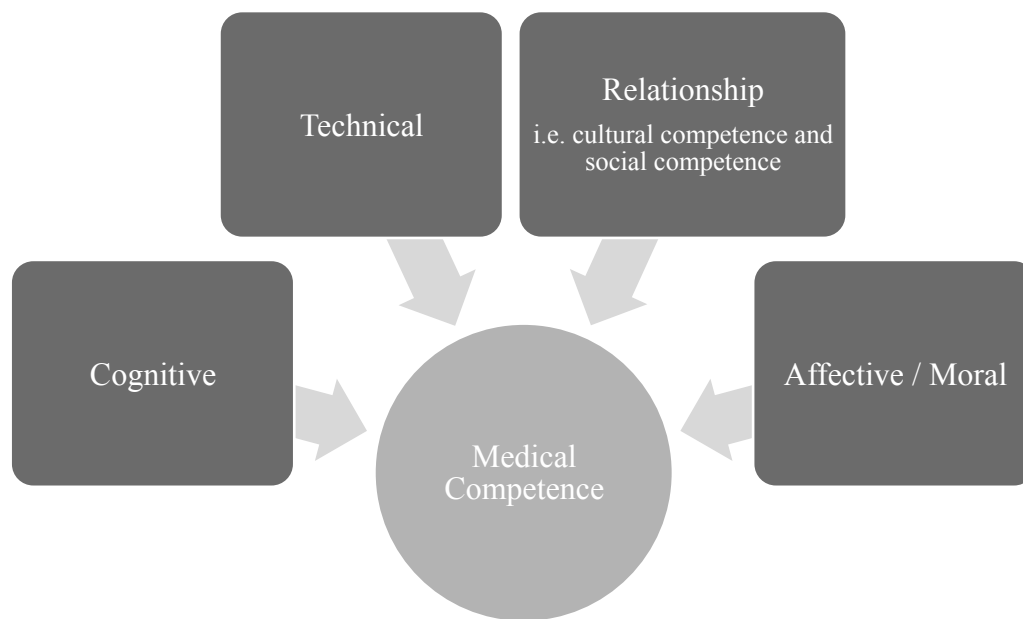 Technical
Relationship
i.e. cultural competence and
social competence
Cognitive
Affective / Moral
Medical
Competence